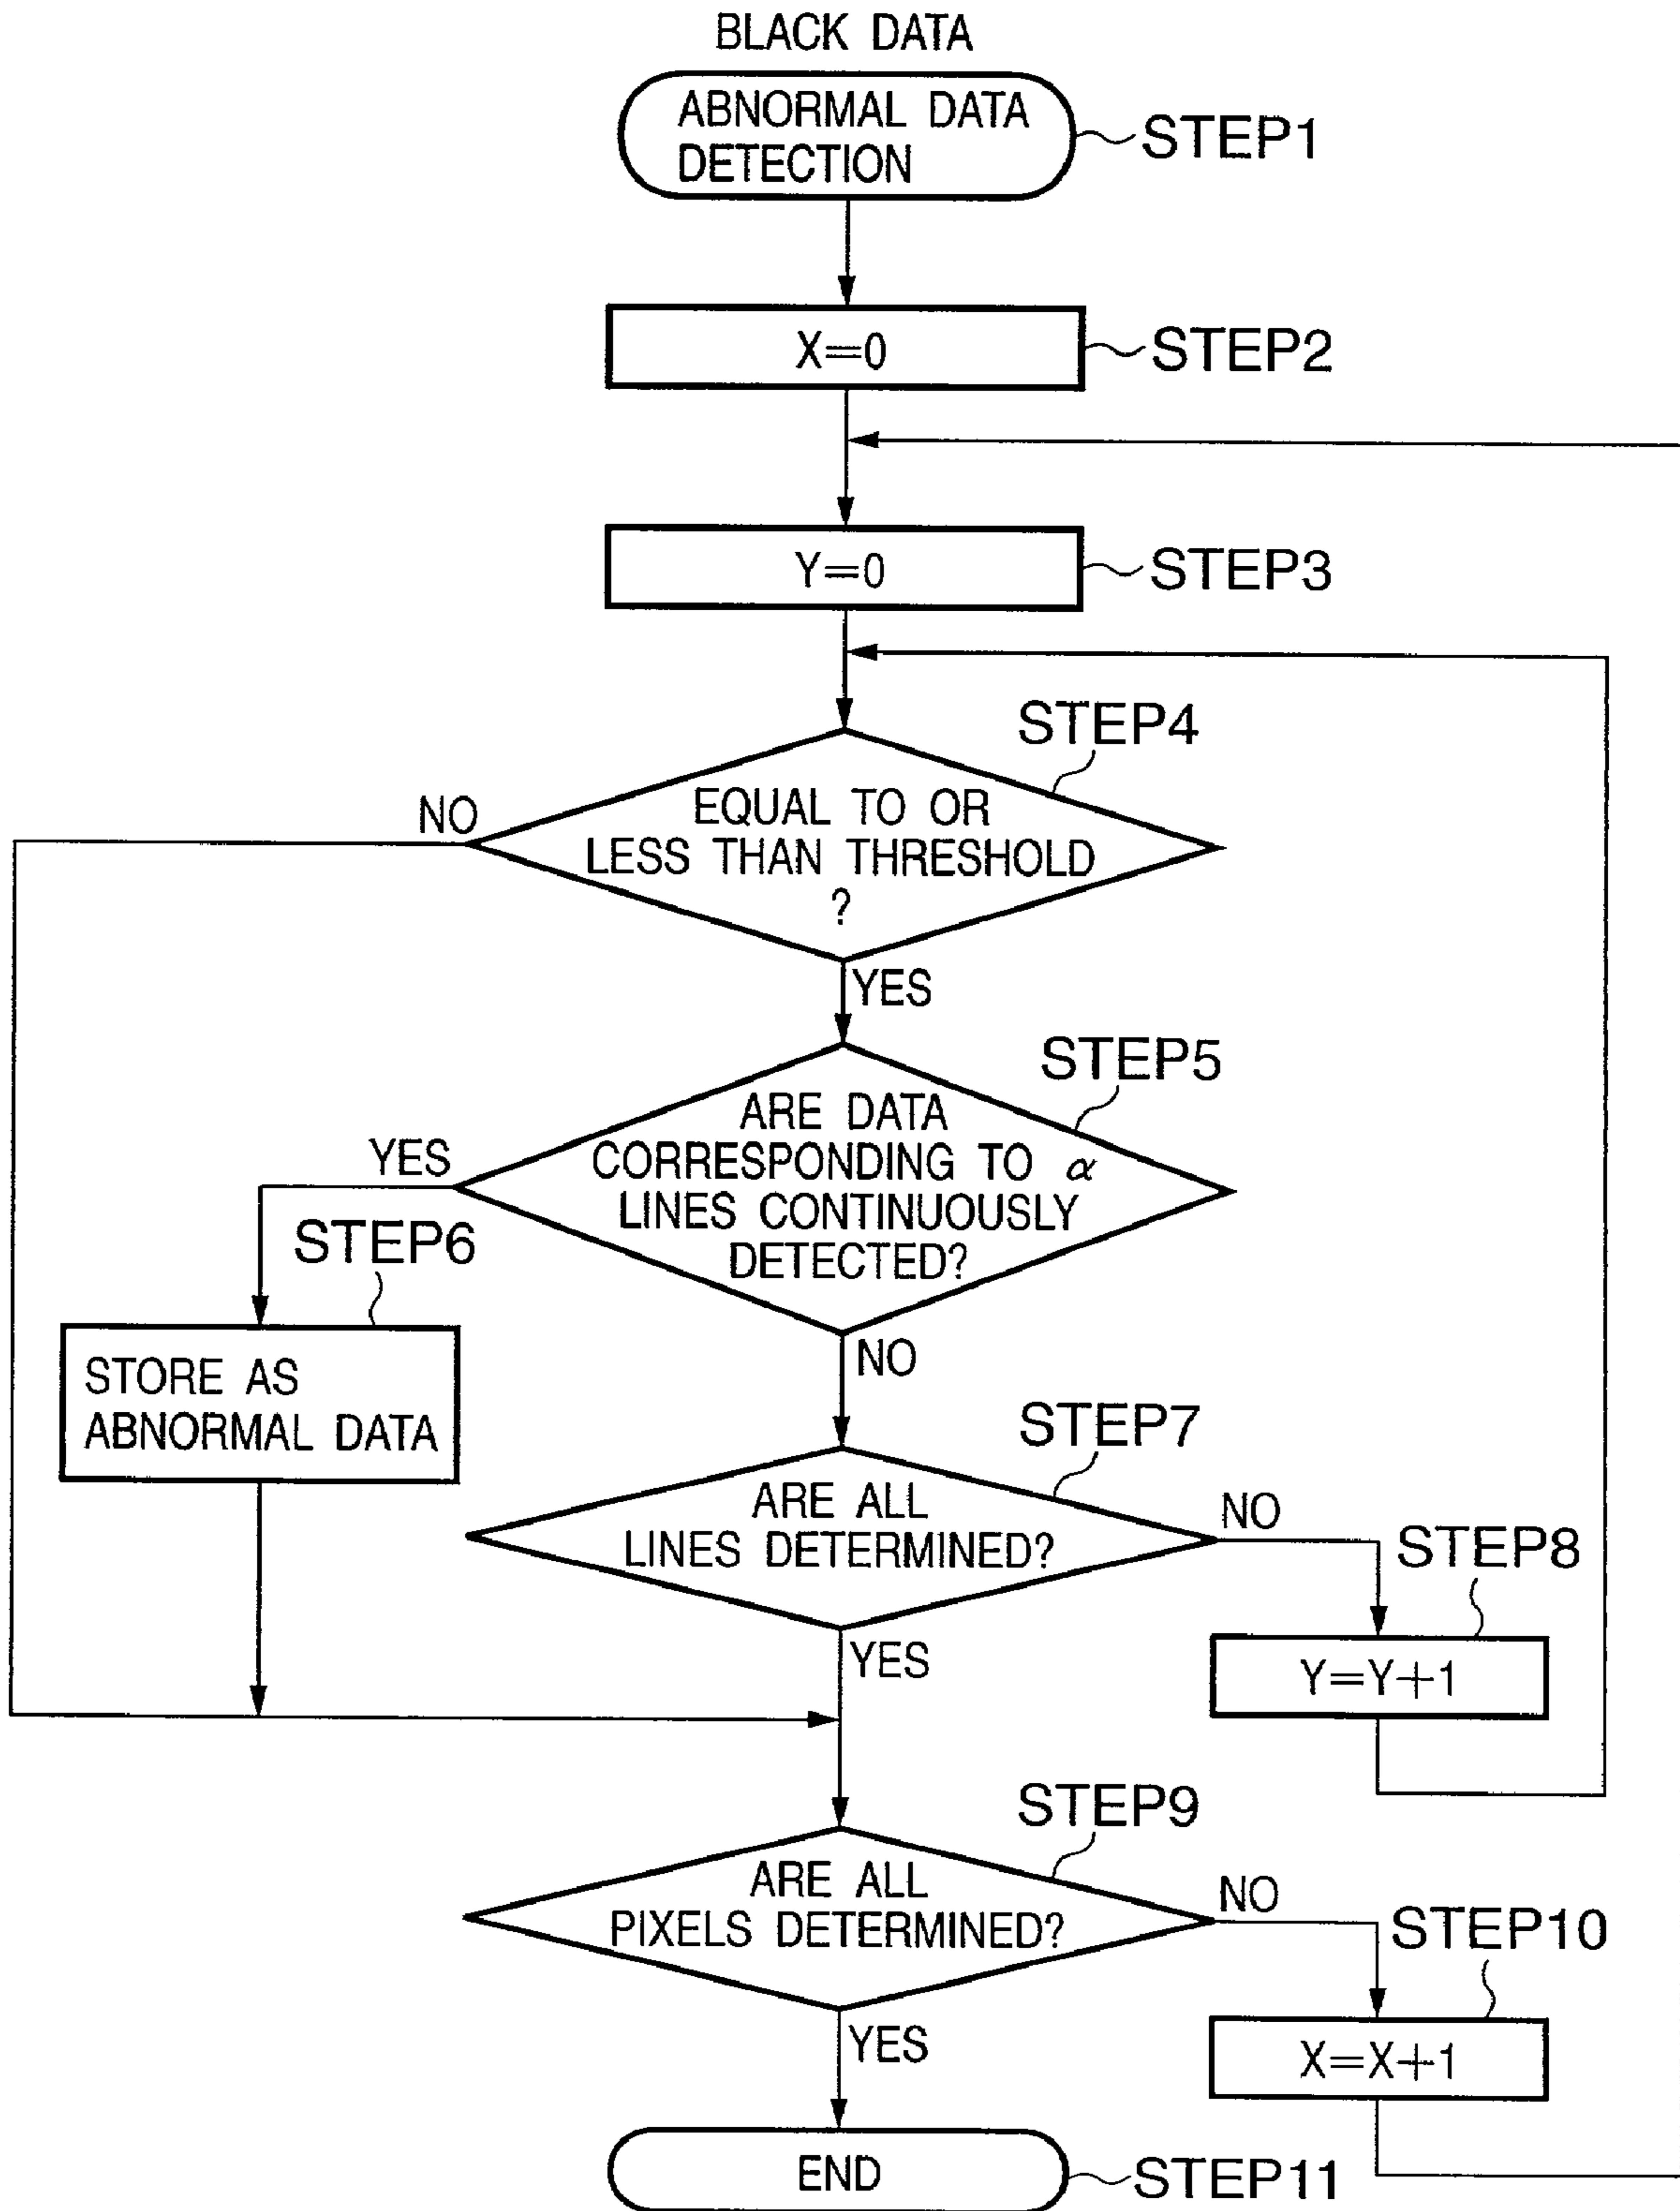 BLACK DATA
ABNORMAL DATA
DETECTION
STEP1
X=0
STEP2
Y=0
STEP3
STEP4
NO
EQUAL TO OR
LESS THAN THRESHOLD
?
YES
STEP5
YES
ARE DATA
CORRESPONDING TO α
LINES CONTINUOUSLY
DETECTED?
STEP6
NO
STORE AS
ABNORMAL DATA
STEP7
ARE ALL
LINES DETERMINED?
NO
STEP8
YES
Y=Y+1
STEP9
ARE ALL
PIXELS DETERMINED?
NO
STEP10
YES
X=X+1
END
STEP11